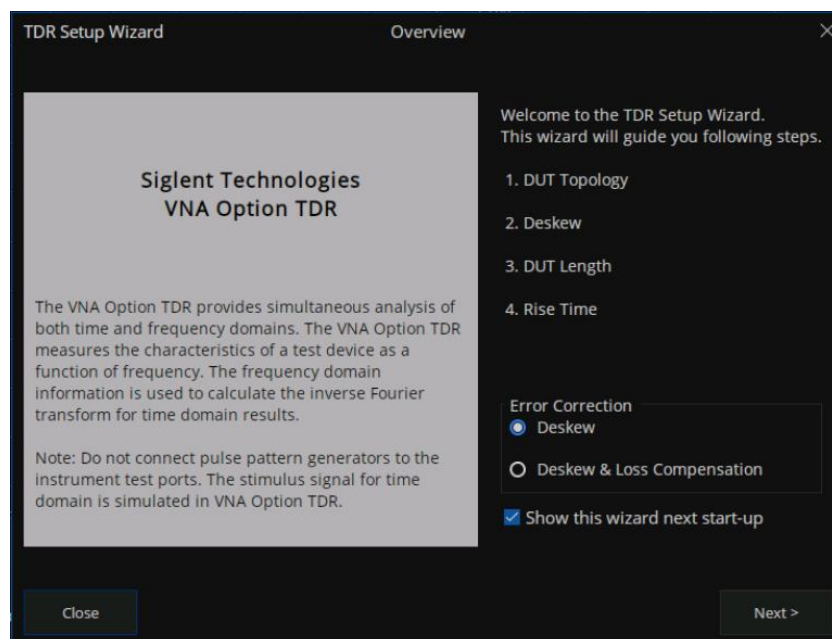 TDR Setup Wizard
Overview
Siglent Technologies
VNA Option TDR
The VNA Option TDR provides simultaneous analysis of
both time and frequency domains. The VNA Option TDR
measures the characteristics of a test device as a
function of frequency. The frequency domain
information is used to calculate the inverse Fourier
transform for time domain results.
Note: Do not connect pulse pattern generators to the
instrument test ports. The stimulus signal for time
domain is simulated in VNA Option TDR.
Welcome to the TDR Setup Wizard.
This wizard will guide you following steps.
1. DUT Topology
2. Deskew
3. DUT Length
4. Rise Time
Error Correction
Deskew
Deskew & Loss Compensation
Show this wizard next start-up
Close
Next >